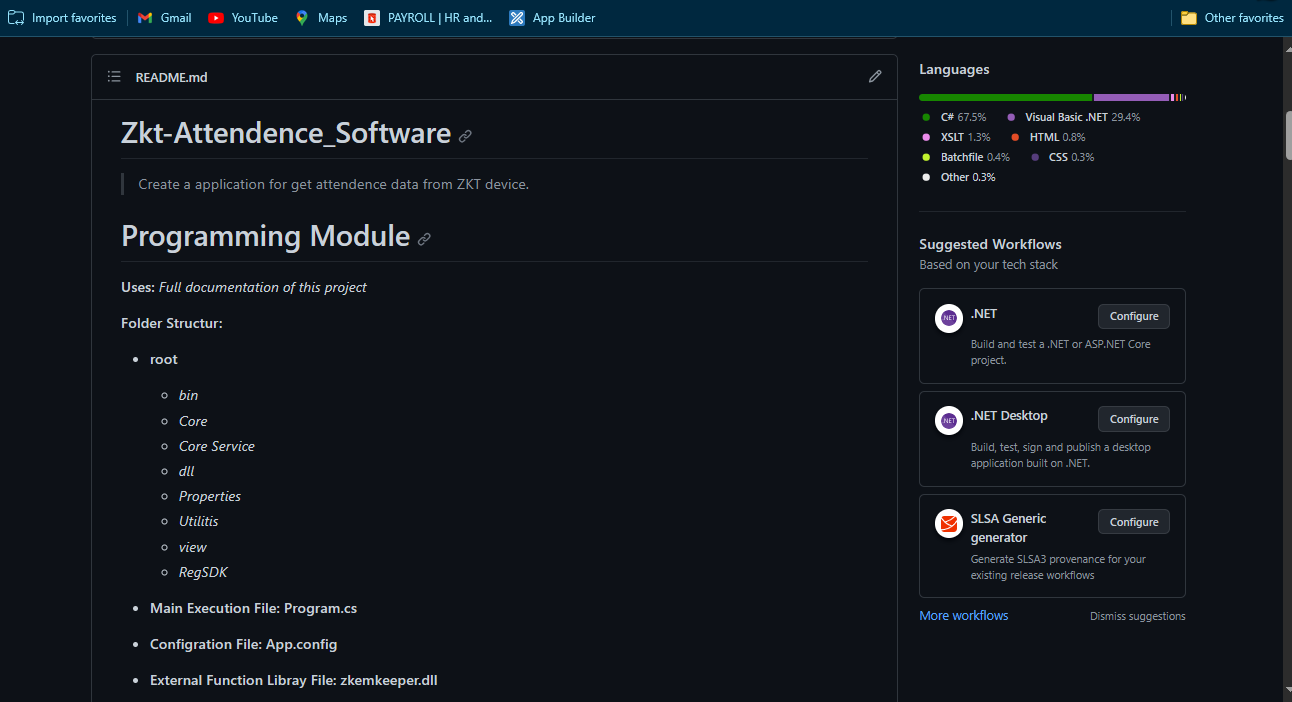 Import favorites
Gmail
YouTube
Maps
PAYROLL | HR and...
App Builder
Other favorites
README.md
Zkt-Attendence_Software
Create a application for get attendence data from ZKT device.
Programming Module
Uses: Full documentation of this project
Folder Structur:
root
bin
Core
Core Service
dll
Properties
Utilitis
view
RegSDK
Main Execution File: Program.cs
Configration File: App.config
External Function Libray File: zkemkeeper.dll
Languages
C# 67.5% Visual Basic .NET 29.4%
XSLT 1.3% HTML 0.8%
Batchfile 0.4% CSS 0.3%
Other 0.3%
Suggested Workflows
Based on your tech stack
.NET
.NET
Configure
Build and test a .NET or ASP.NET Core
project.
.NET
.NET Desktop
Configure
Build, test, sign and publish a desktop
application built on .NET.
SLSA Generic
generator
Configure
Generate SLSA3 provenance for your
existing release workflows
More workflows
Dismiss suggestions